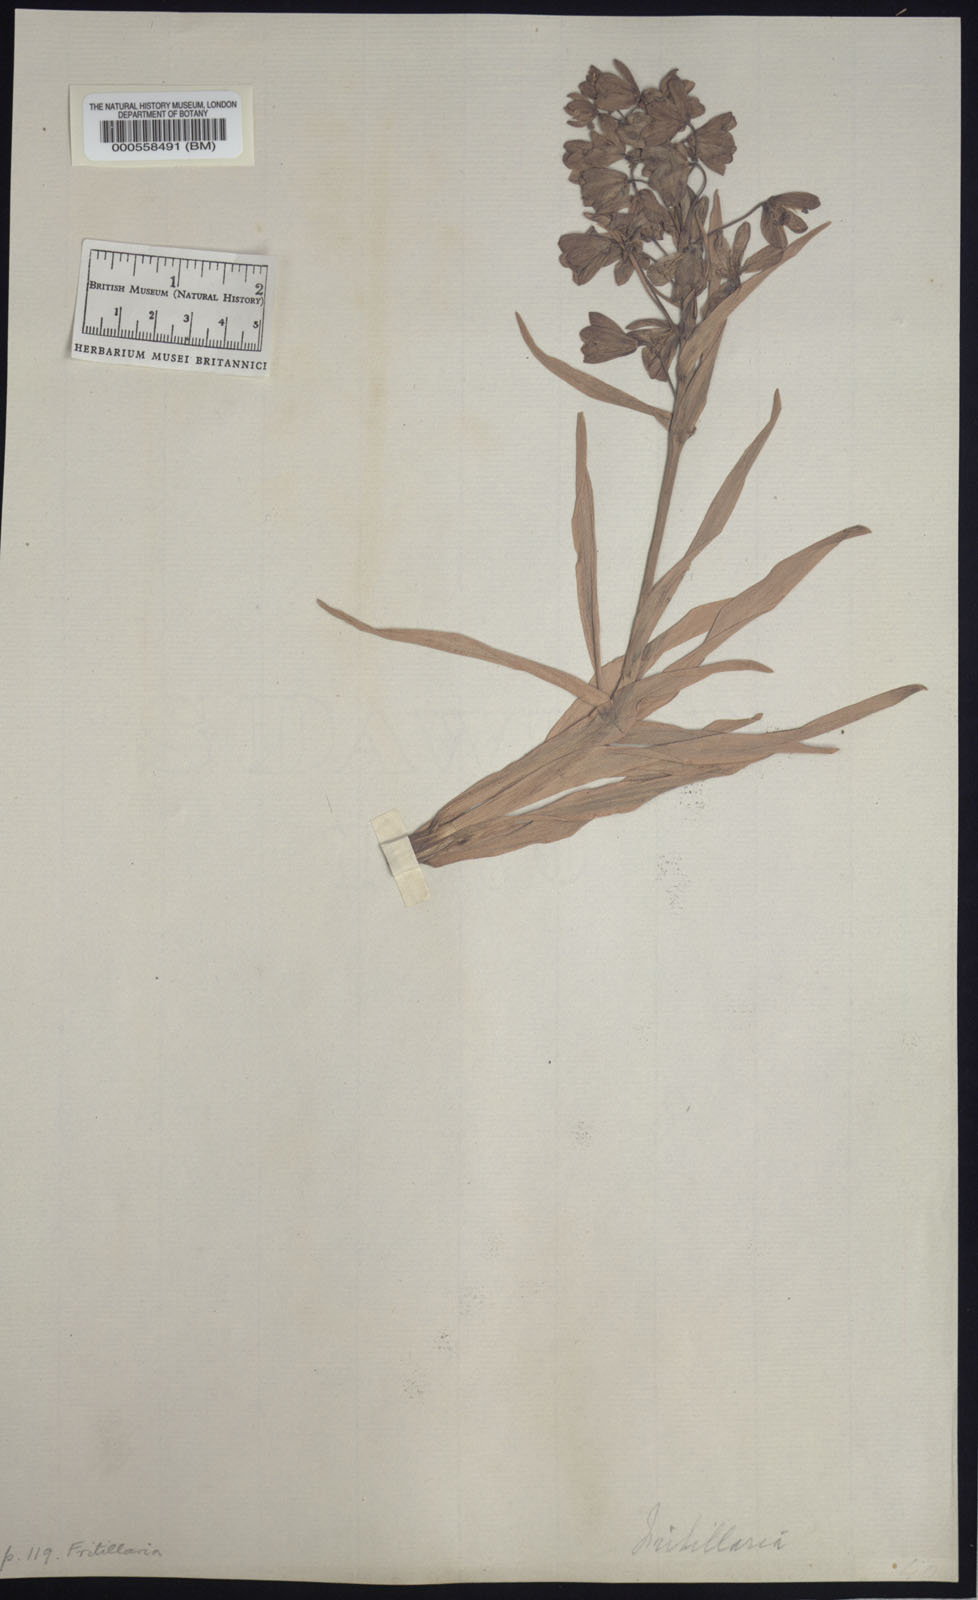 THE NATURAL HISTORY MUSEUM, LONDON
DEPARTMENT OF BOTANY
000558491 (BM)
1 2
BRITISH MUSEUM (NATURAL HISTORY)
1 2 3 4 5
HERBARIUM MUSEI BRITANNICI
Fritillaria
p. 119. Fritillaria